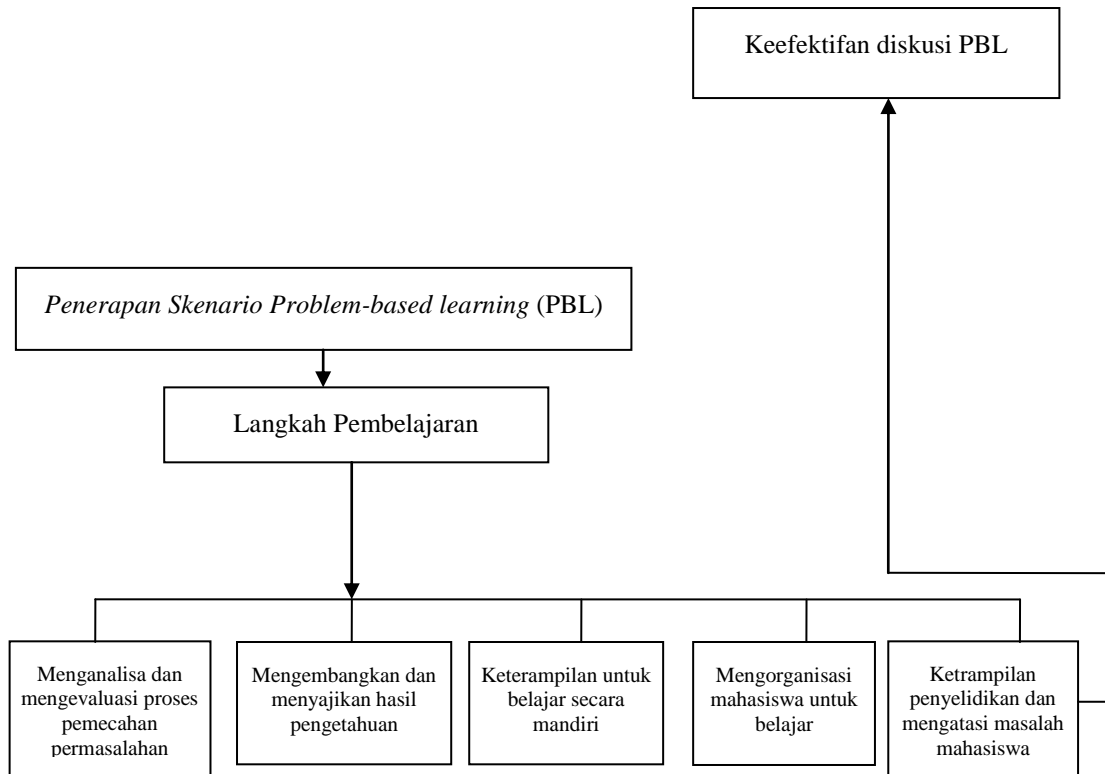 Keefektifan diskusi PBL
Penerapan Skenario Problem-based learning (PBL)
Langkah Pembelajaran
Menganalisa dan
mengevaluasi proses
pemecahan
permasalahan
Mengembangkan dan
menyajikan hasil
pengetahuan
Keterampilan untuk
belajar secara
mandiri
Mengorganisasi
mahasiswa untuk
belajar
Ketrampilan
penyelidikan dan
mengatasi masalah
mahasiswa